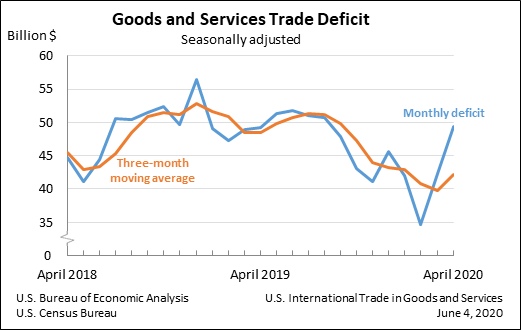 Goods and Services Trade Deficit
Seasonally adjusted
Billion $
60
55
50
45
40
35
0
Monthly deficit
Three-month
moving average
April 2018
April 2019
April 2020
U.S. Bureau of Economic Analysis
U.S. Census Bureau
U.S. International Trade in Goods and Services
June 4, 2020